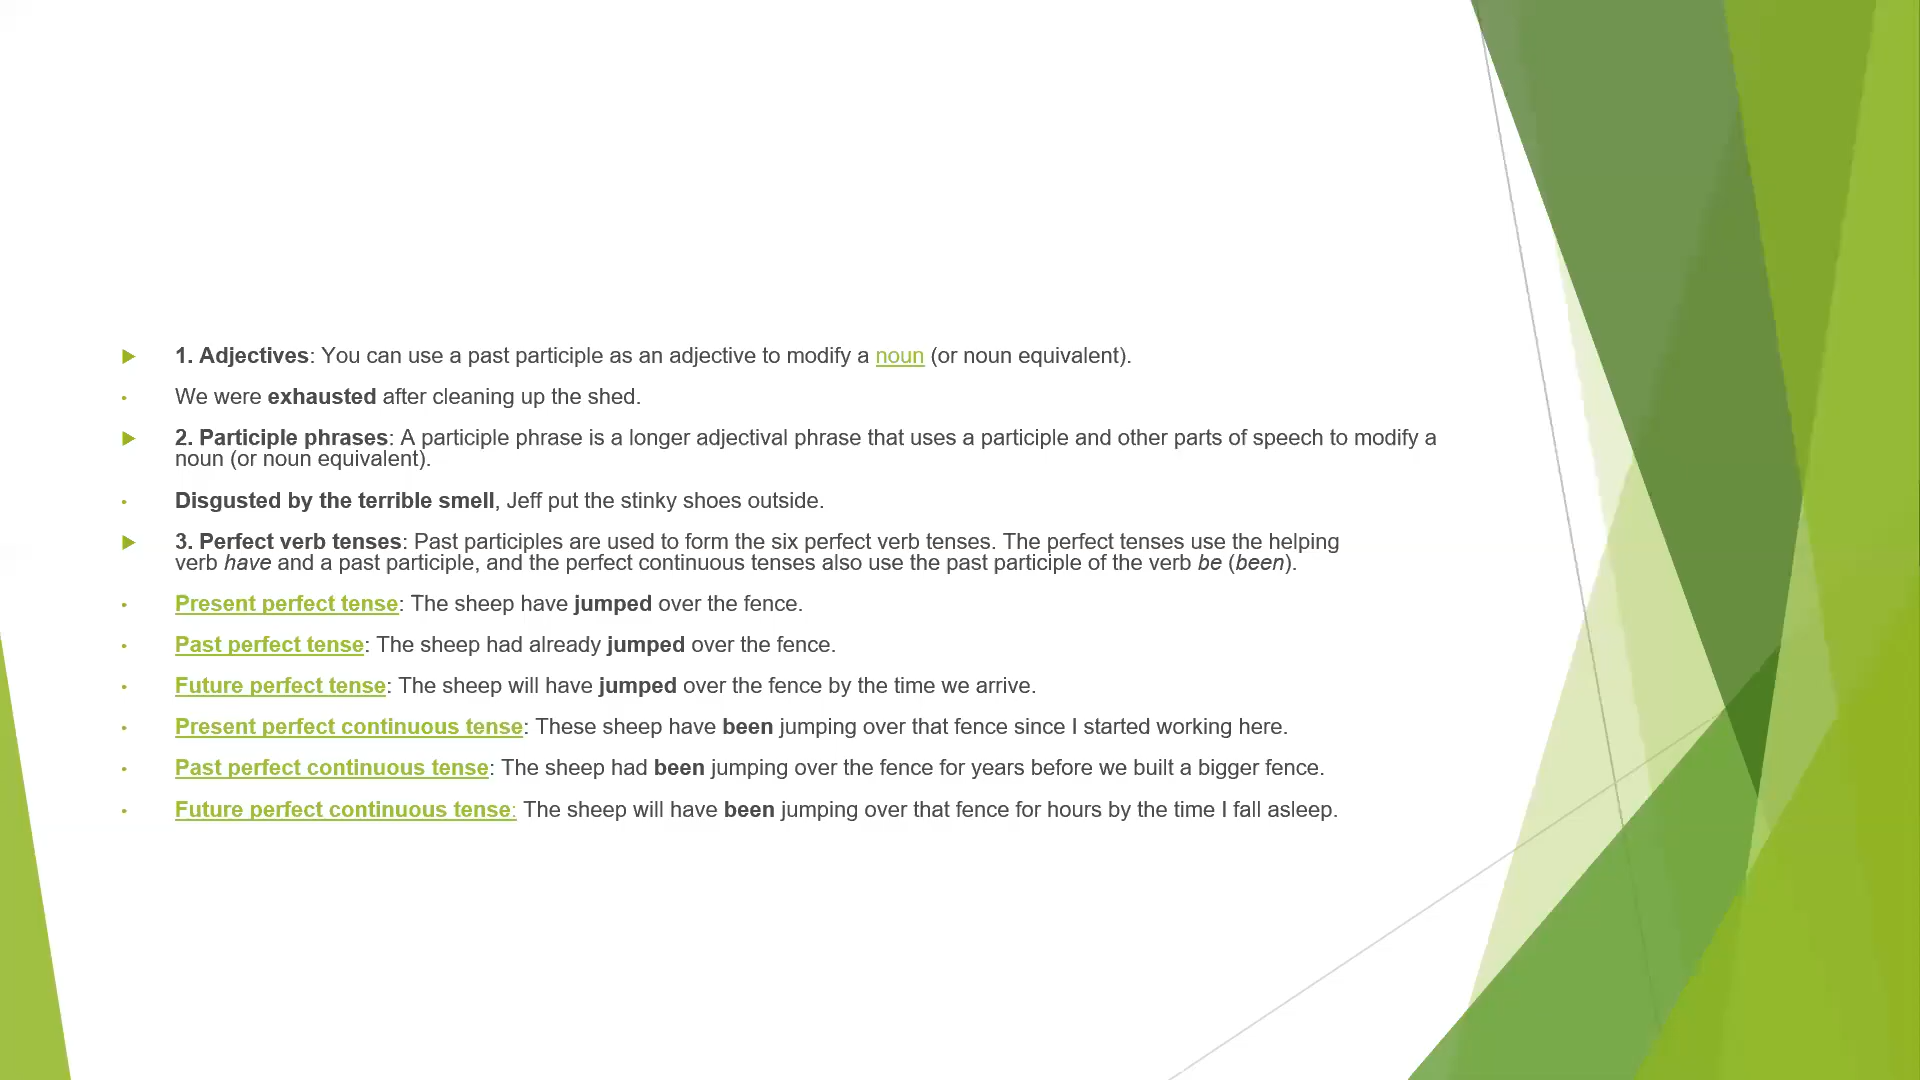 1. Adjectives: You can use a past participle as an adjective to modify a noun (or noun equivalent).
We were exhausted after cleaning up the shed.
2. Participle phrases: A participle phrase is a longer adjectival phrase that uses a participle and other parts of speech to modify a
noun (or noun equivalent).
Disgusted by the terrible smell, Jeff put the stinky shoes outside.
3. Perfect verb tenses: Past participles are used to form the six perfect verb tenses. The perfect tenses use the helping
verb have and a past participle, and the perfect continuous tenses also use the past participle of the verb be (been).
Present perfect tense: The sheep have jumped over the fence.
Past perfect tense: The sheep had already jumped over the fence.
Future perfect tense: The sheep will have jumped over the fence by the time we arrive.
Present perfect continuous tense: These sheep have been jumping over that fence since I started working here.
Past perfect continuous tense: The sheep had been jumping over the fence for years before we built a bigger fence.
Future perfect continuous tense: The sheep will have been jumping over that fence for hours by the time I fall asleep.